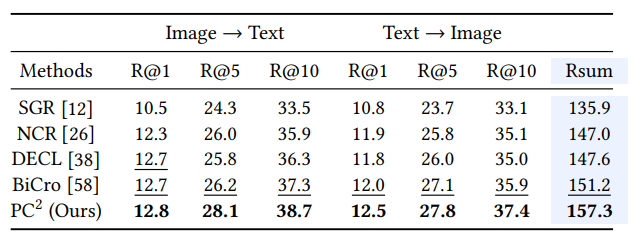 Image → Text Text → Image
Methods R@1 R@5 R@10 R@1 R@5 R@10 Rsum
SGR [12] 10.5 24.3 33.5 10.8 23.7 33.1 135.9
NCR [26] 12.3 26.0 35.9 11.9 25.8 35.1 147.0
DECL [38] 12.7 25.8 36.3 11.8 26.0 35.0 147.6
BiCro [58] 12.7 26.2 37.3 12.0 27.1 35.9 151.2
PC² (Ours) 12.8 28.1 38.7 12.5 27.8 37.4 157.3